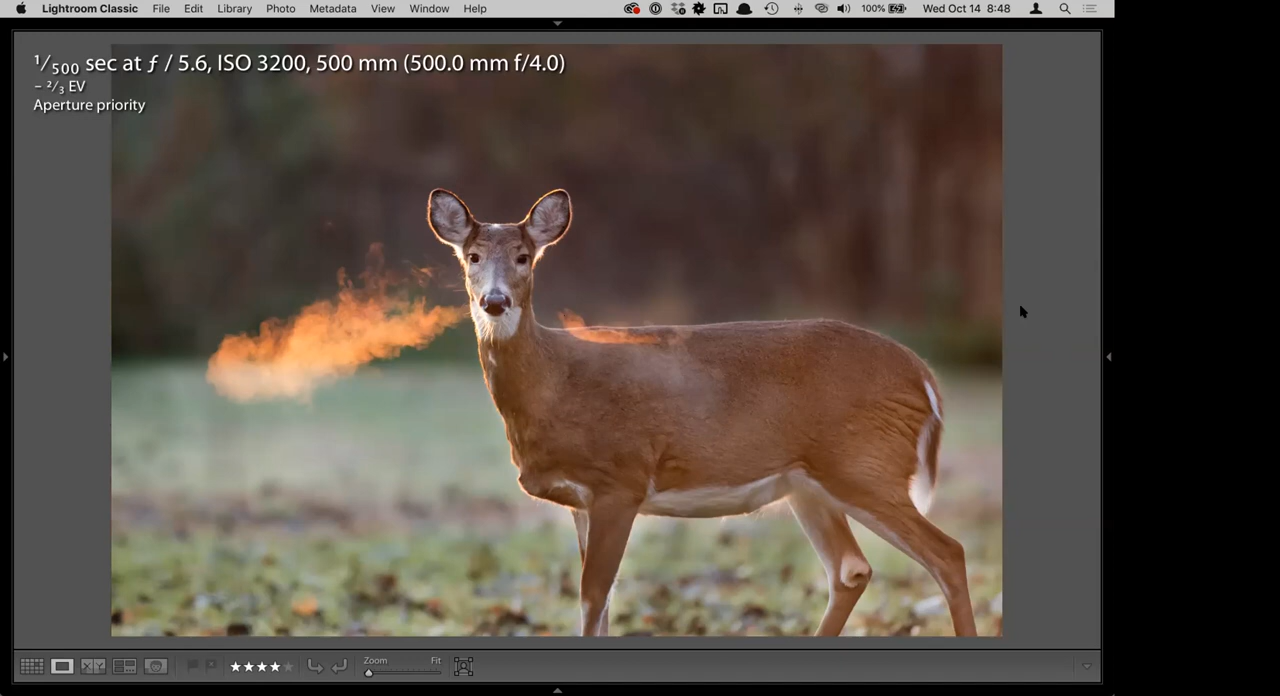 Lightroom Classic File Edit Library Photo Metadata View Window Help 100% Wed Oct 14 8:48
1/500 sec at ƒ / 5.6, ISO 3200, 500 mm (500.0 mm f/4.0)
– 2/3 EV
Aperture priority
XY Zoom Fit